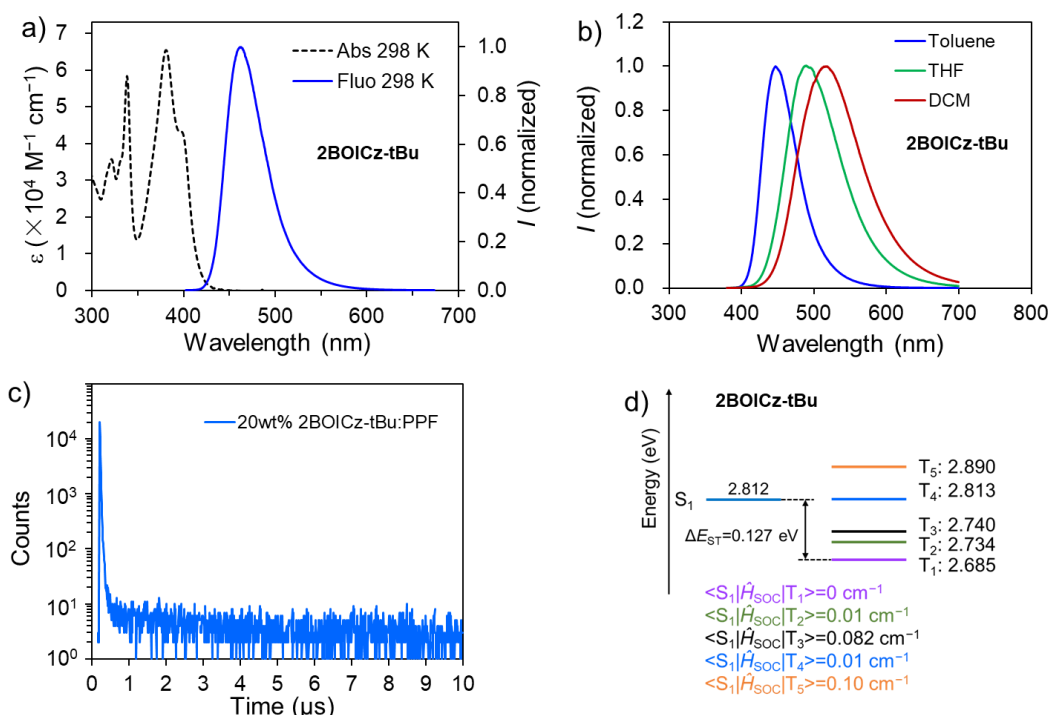 a)
7
6
5
4
3
2
1
0
ε (×10⁴ M⁻¹ cm⁻¹)
Abs 298 K
Fluo 298 K
2BOICz-tBu
1.0
0.8
0.6
0.4
0.2
0.0
I (normalized)
300 400 500 600 700
Wavelength (nm)
b)
1.2
1.0
0.8
0.6
0.4
0.2
0.0
I (normalized)
Toluene
THF
DCM
2BOICz-tBu
300 400 500 600 700 800
Wavelength (nm)
c)
10⁴
10³
10²
10¹
10⁰
Counts
20wt% 2BOICz-tBu:PPF
0 1 2 3 4 5 6 7 8 9 10
Time (µs)
d)
2BOICz-tBu
Energy (eV)
S₁
2.812
ΔE_ST=0.127 eV
T₅: 2.890
T₄: 2.813
T₃: 2.740
T₂: 2.734
T₁: 2.685
<S₁|Ĥ_SOC|T₁>=0 cm⁻¹
<S₁|Ĥ_SOC|T₂>=0.01 cm⁻¹
<S₁|Ĥ_SOC|T₃>=0.082 cm⁻¹
<S₁|Ĥ_SOC|T₄>=0.01 cm⁻¹
<S₁|Ĥ_SOC|T₅>=0.10 cm⁻¹